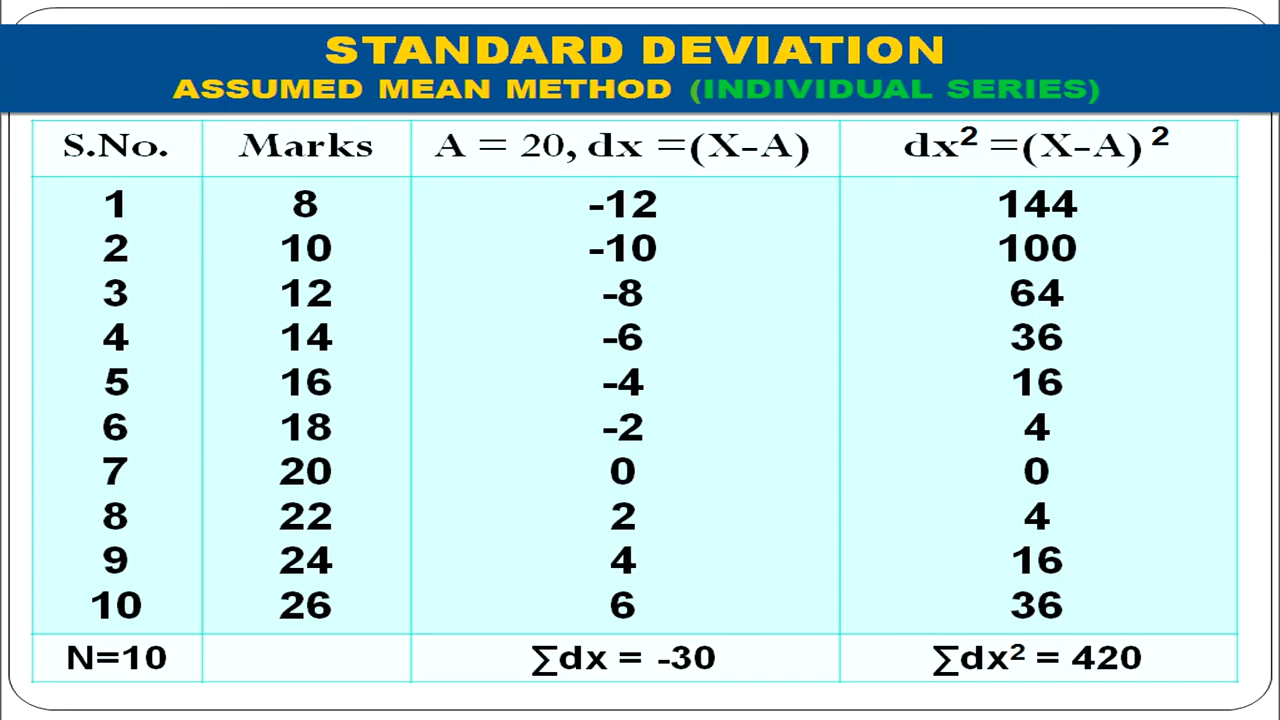 STANDARD DEVIATION
ASSUMED MEAN METHOD (INDIVIDUAL SERIES)
S.No. Marks A = 20, dx =(X-A) dx² =(X-A) ²
1 8 -12 144
2 10 -10 100
3 12 -8 64
4 14 -6 36
5 16 -4 16
6 18 -2 4
7 20 0 0
8 22 2 4
9 24 4 16
10 26 6 36
N=10 ∑dx = -30 ∑dx² = 420